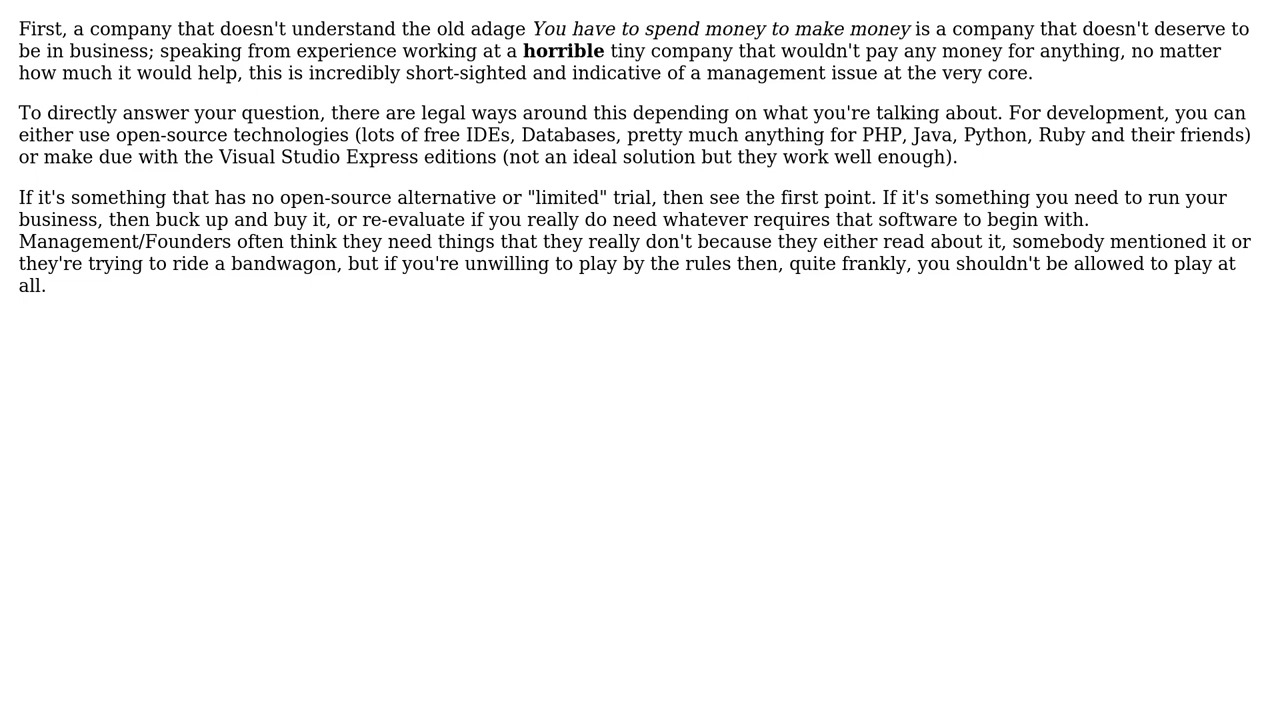 First, a company that doesn't understand the old adage You have to spend money to make money is a company that doesn't deserve to
be in business; speaking from experience working at a horrible tiny company that wouldn't pay any money for anything, no matter
how much it would help, this is incredibly short-sighted and indicative of a management issue at the very core.
To directly answer your question, there are legal ways around this depending on what you're talking about. For development, you can
either use open-source technologies (lots of free IDEs, Databases, pretty much anything for PHP, Java, Python, Ruby and their friends)
or make due with the Visual Studio Express editions (not an ideal solution but they work well enough).
If it's something that has no open-source alternative or "limited" trial, then see the first point. If it's something you need to run your
business, then buck up and buy it, or re-evaluate if you really do need whatever requires that software to begin with.
Management/Founders often think they need things that they really don't because they either read about it, somebody mentioned it or
they're trying to ride a bandwagon, but if you're unwilling to play by the rules then, quite frankly, you shouldn't be allowed to play at
all.